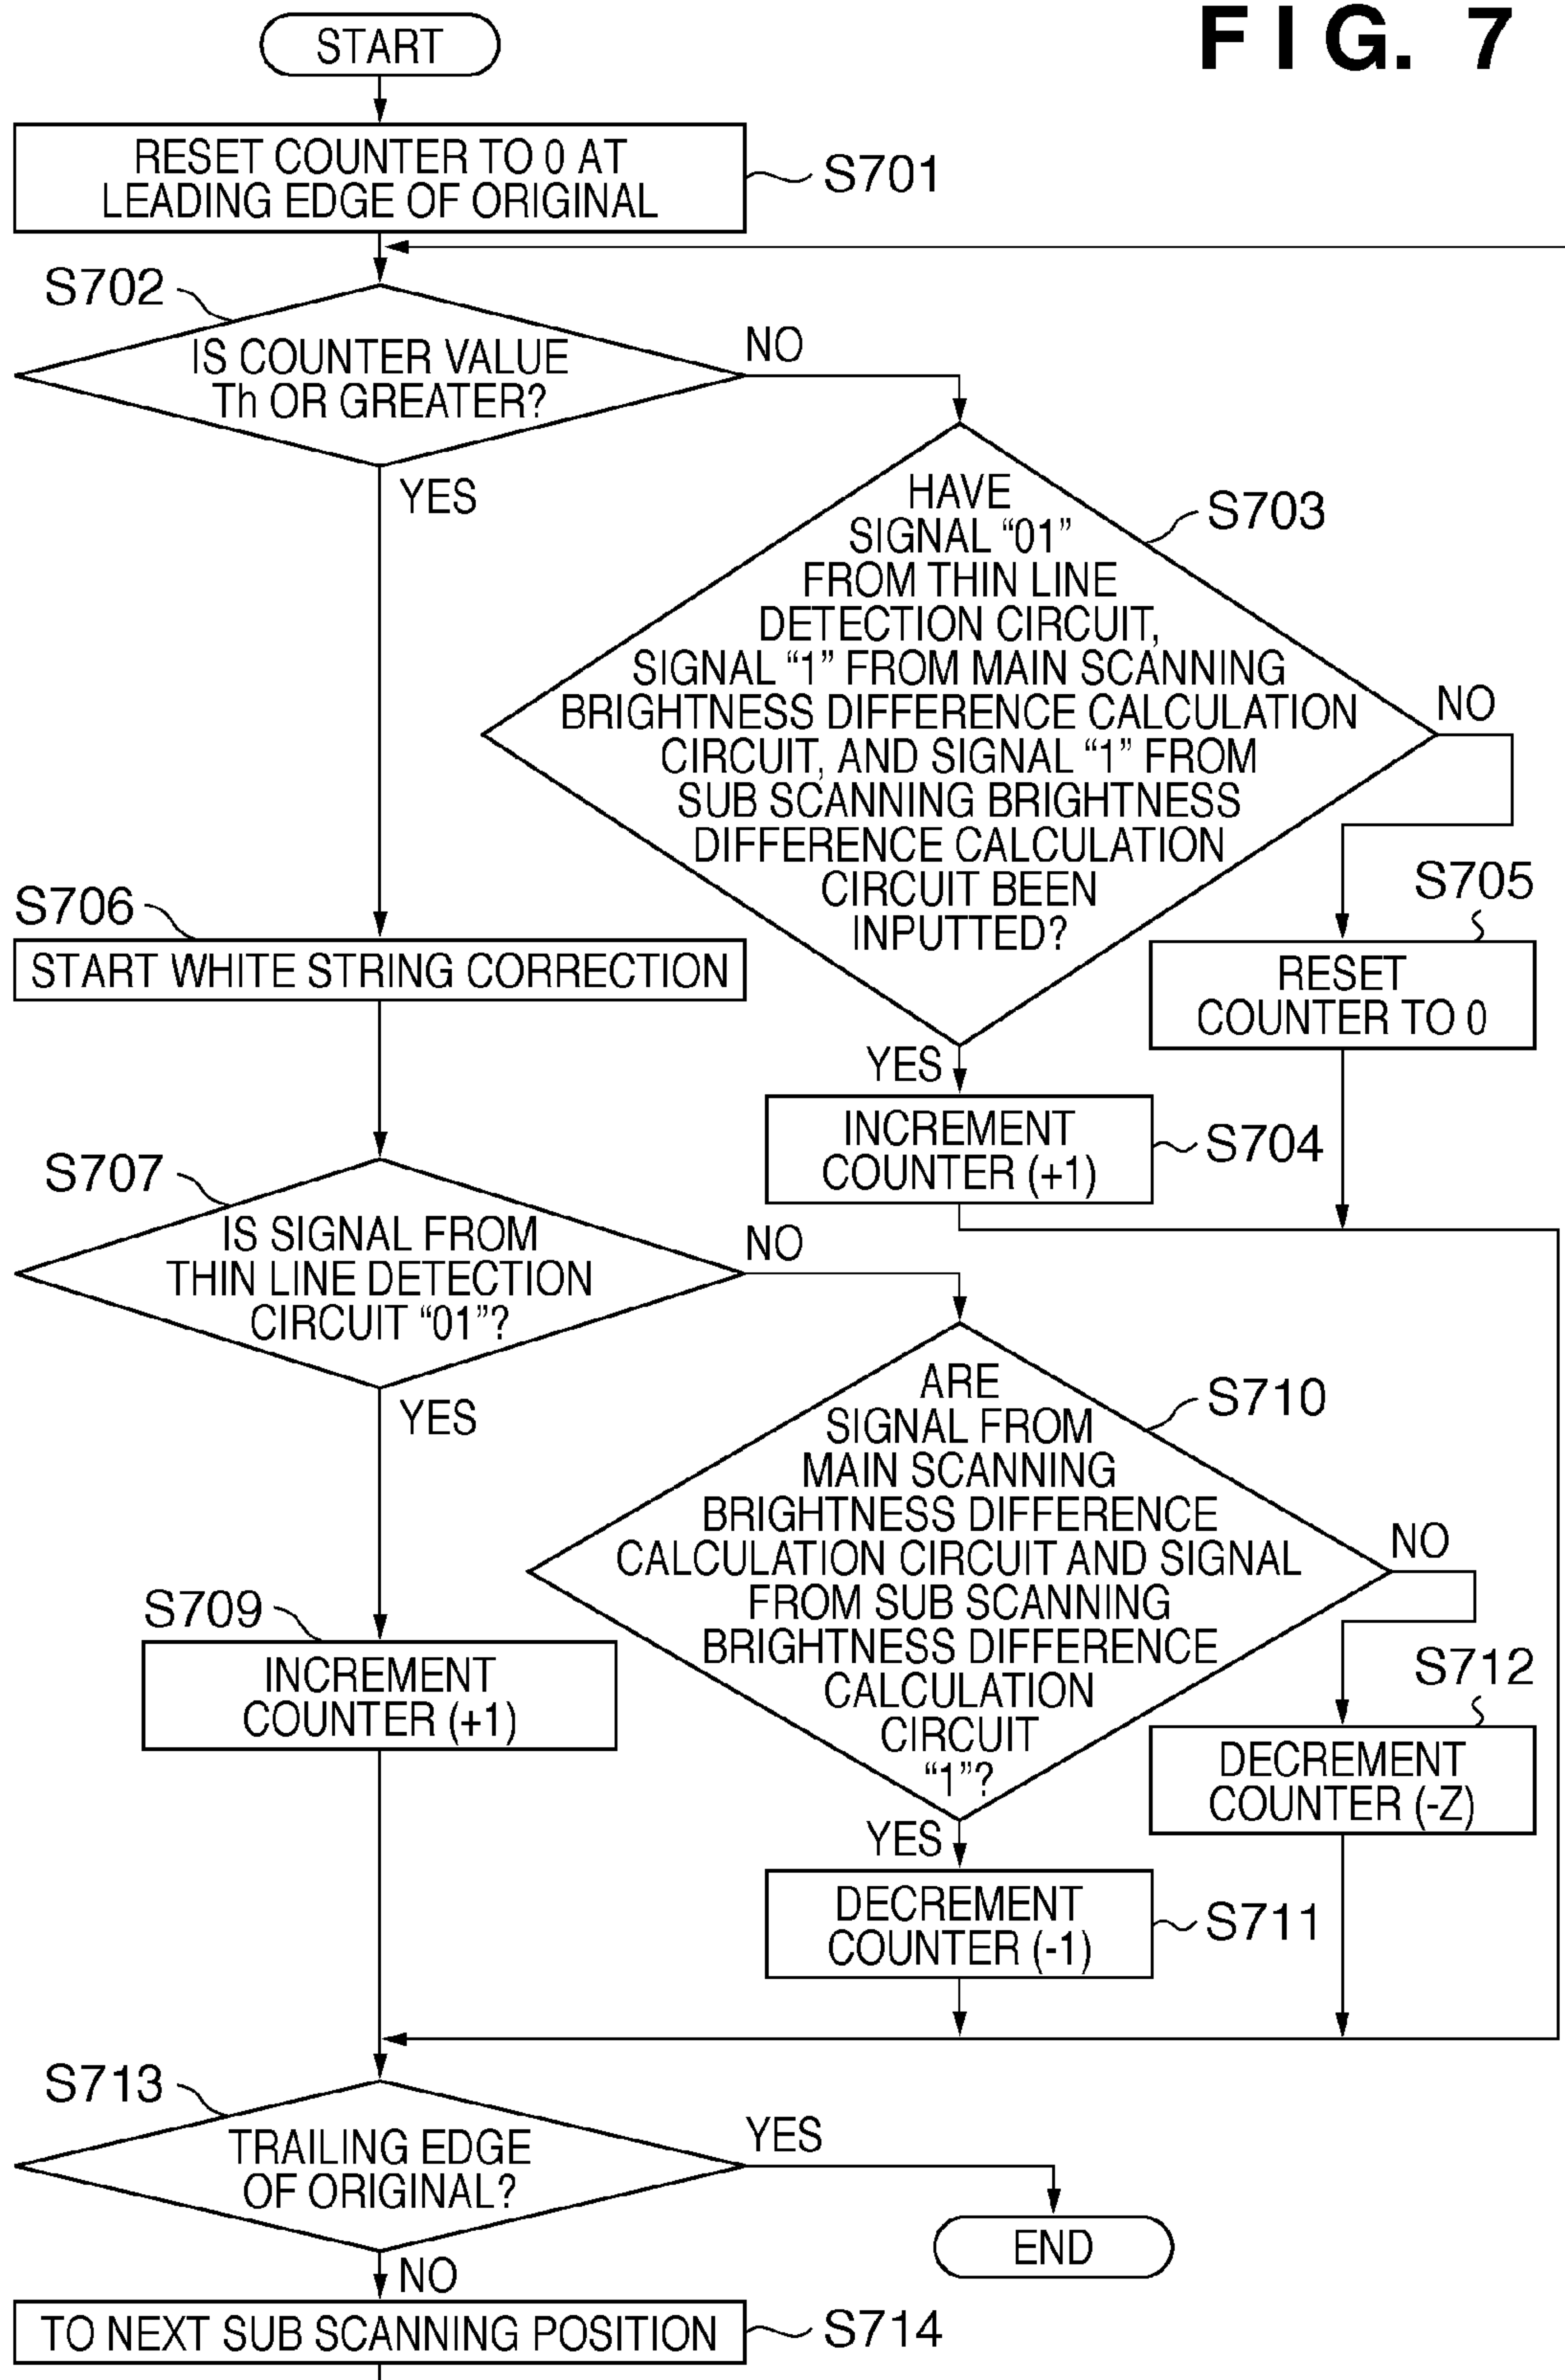 FIG. 7
START
RESET COUNTER TO 0 AT
LEADING EDGE OF ORIGINAL
S701
S702
IS COUNTER VALUE
Th OR GREATER?
NO
YES
HAVE
SIGNAL “01”
FROM THIN LINE
DETECTION CIRCUIT,
SIGNAL “1” FROM MAIN SCANNING
BRIGHTNESS DIFFERENCE CALCULATION
CIRCUIT, AND SIGNAL “1” FROM
SUB SCANNING BRIGHTNESS
DIFFERENCE CALCULATION
CIRCUIT BEEN
INPUTTED?
S703
NO
YES
S705
RESET
COUNTER TO 0
INCREMENT
COUNTER (+1)
S704
S706
START WHITE STRING CORRECTION
S707
IS SIGNAL FROM
THIN LINE DETECTION
CIRCUIT “01”?
NO
YES
ARE
SIGNAL FROM
MAIN SCANNING
BRIGHTNESS DIFFERENCE
CALCULATION CIRCUIT AND SIGNAL
FROM SUB SCANNING
BRIGHTNESS DIFFERENCE
CALCULATION
CIRCUIT
“1”?
S710
NO
YES
S709
INCREMENT
COUNTER (+1)
S712
DECREMENT
COUNTER (-Z)
DECREMENT
COUNTER (-1)
S711
S713
TRAILING EDGE
OF ORIGINAL?
YES
END
NO
TO NEXT SUB SCANNING POSITION
S714